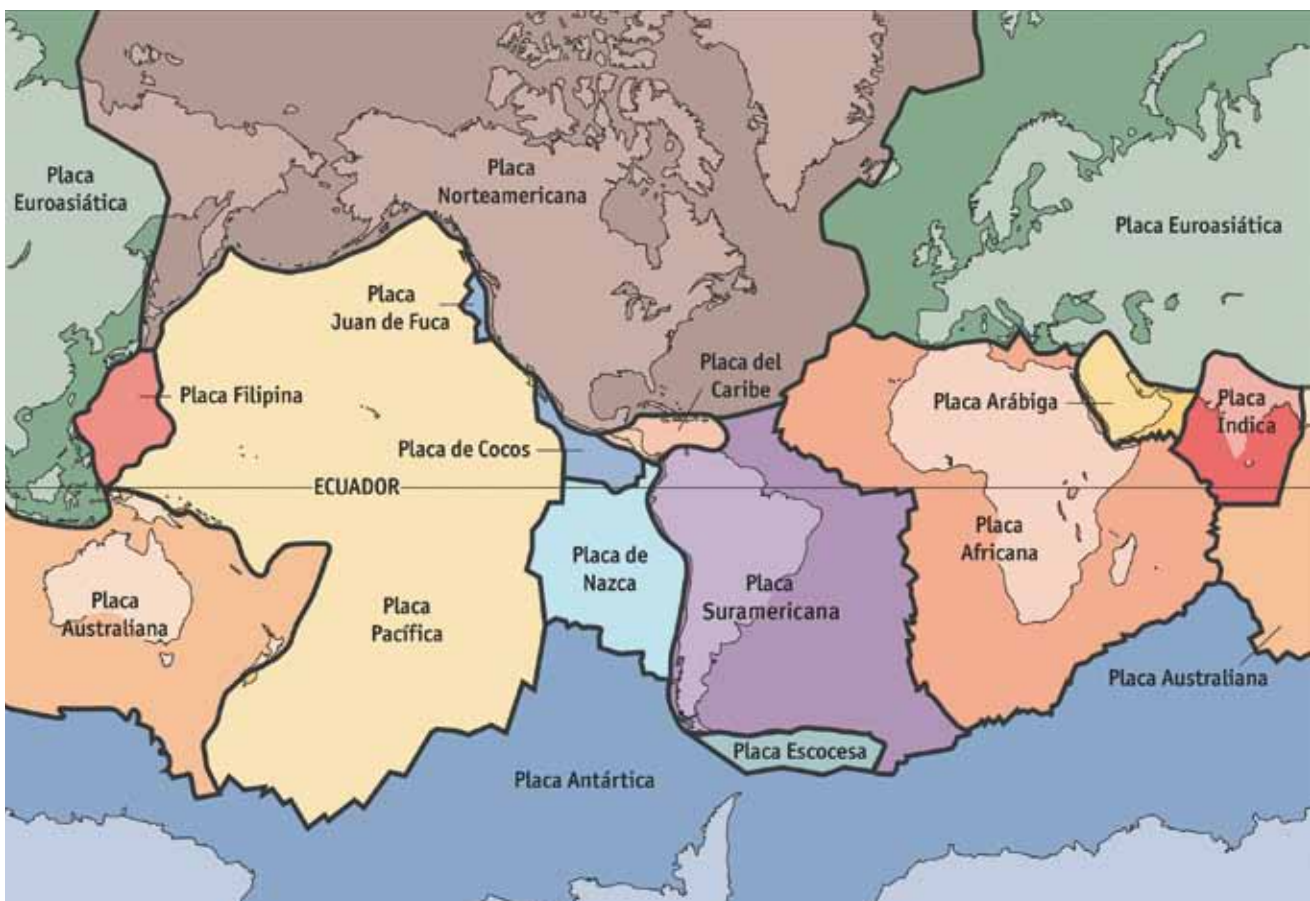 Placa
Euroasiática
Placa
Norteamericana
Placa Euroasiática
Placa
Juan de Fuca
Placa del
Caribe
Placa Filipina
Placa Arábiga
Placa
Índica
Placa de Cocos
ECUADOR
Placa
Africana
Placa de
Nazca
Placa
Suramericana
Placa
Australiana
Placa
Pacífica
Placa Australiana
Placa Escocesa
Placa Antártica